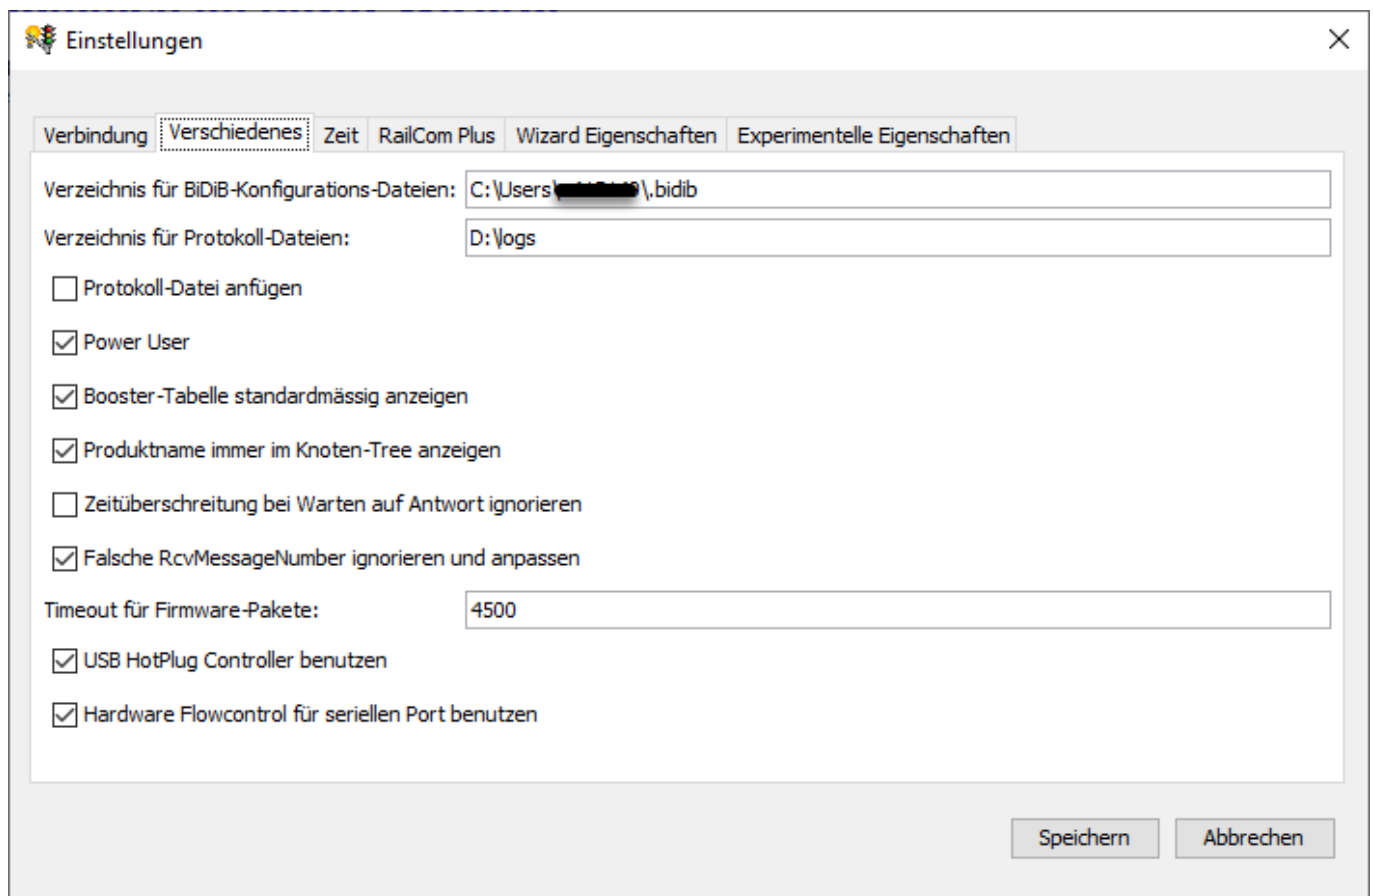 Einstellungen
Verbindung Verschiedenes Zeit RailCom Plus Wizard Eigenschaften Experimentelle Eigenschaften
Verzeichnis für BiDiB-Konfigurations-Dateien: C:\Users\ \.bidib
Verzeichnis für Protokoll-Dateien: D:\logs
Protokoll-Datei anfügen
Power User
Booster-Tabelle standardmässig anzeigen
Produktname immer im Knoten-Tree anzeigen
Zeitüberschreitung bei Warten auf Antwort ignorieren
Falsche RcvMessageNumber ignorieren und anpassen
Timeout für Firmware-Pakete: 4500
USB HotPlug Controller benutzen
Hardware Flowcontrol für seriellen Port benutzen
Speichern Abbrechen